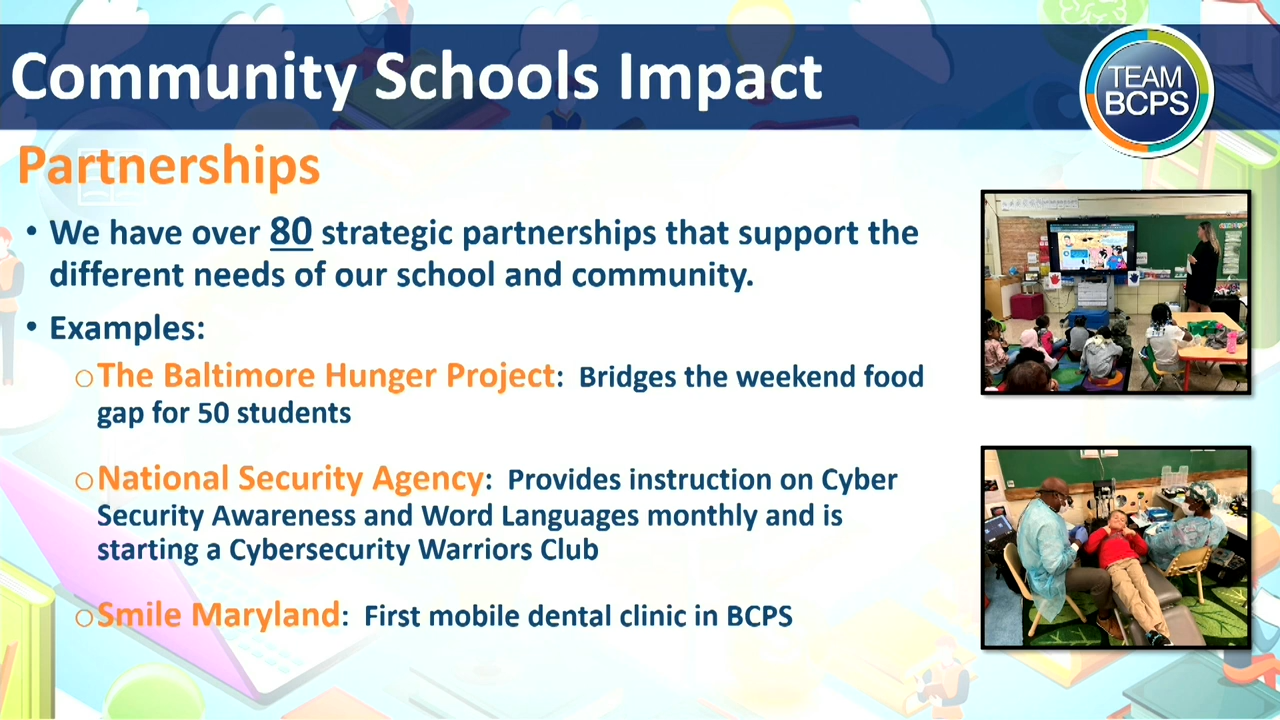 Community Schools Impact
TEAM
BCPS
Partnerships
• We have over 80 strategic partnerships that support the
different needs of our school and community.
• Examples:
○The Baltimore Hunger Project: Bridges the weekend food
gap for 50 students
○National Security Agency: Provides instruction on Cyber
Security Awareness and Word Languages monthly and is
starting a Cybersecurity Warriors Club
○Smile Maryland: First mobile dental clinic in BCPS